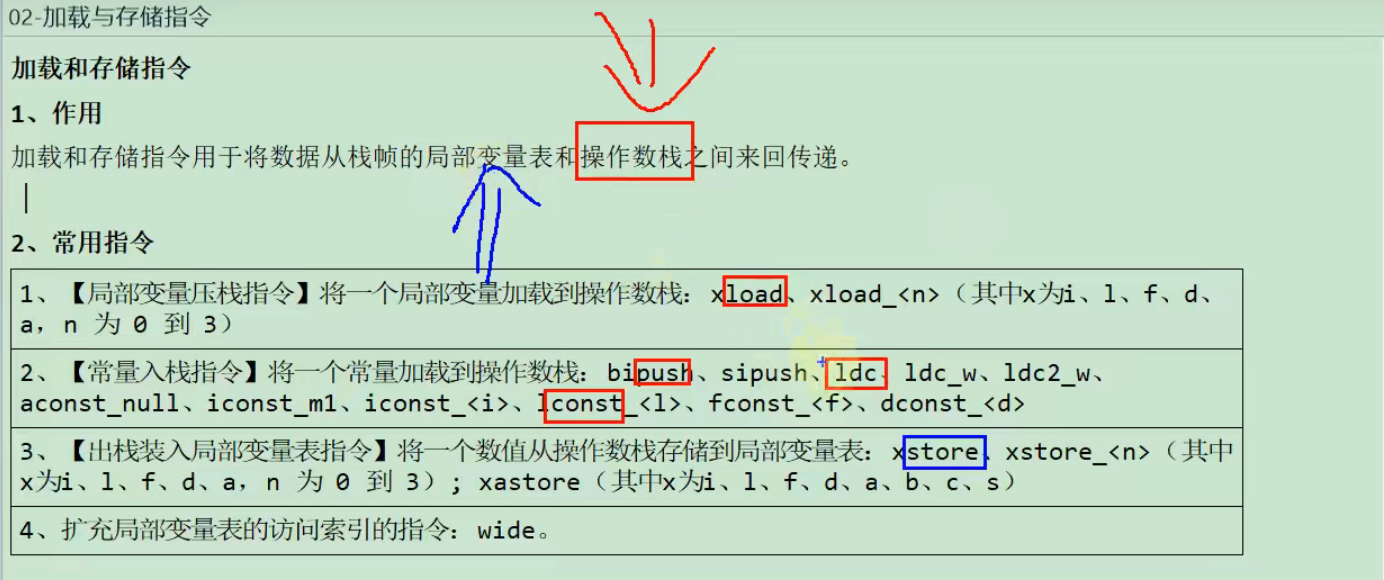 02-加载与存储指令
加载和存储指令
1、作用
加载和存储指令用于将数据从栈帧的局部变量表和操作数栈之间来回传递。
2、常用指令
1、【局部变量压栈指令】将一个局部变量加载到操作数栈: xload、xload_<n>（其中x为i、l、f、d、
a，n 为 0 到 3）
2、【常量入栈指令】将一个常量加载到操作数栈: bipush、sipush、ldc、ldc_w、ldc2_w、
aconst_null、iconst_m1、iconst_<i>、lconst_<l>、fconst_<f>、dconst_<d>
3、【出栈装入局部变量表指令】将一个数值从操作数栈存储到局部变量表: xstore、xstore_<n>（其中
x为i、l、f、d、a，n 为 0 到 3）; xastore（其中x为i、l、f、d、a、b、c、s）
4、扩充局部变量表的访问索引的指令: wide。